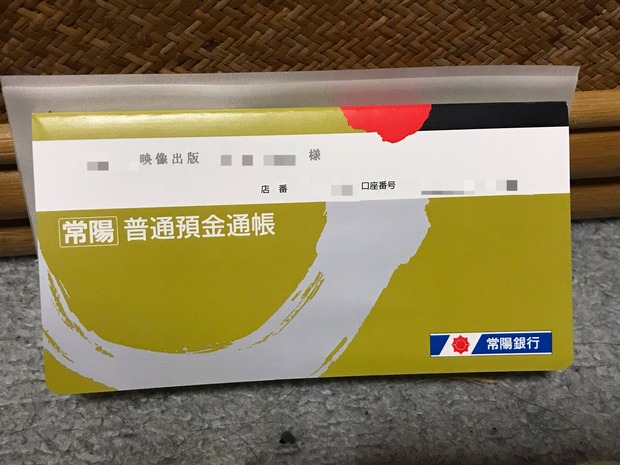 映像出版 様
店番 口座番号
常陽 普通預金通帳
常陽銀行